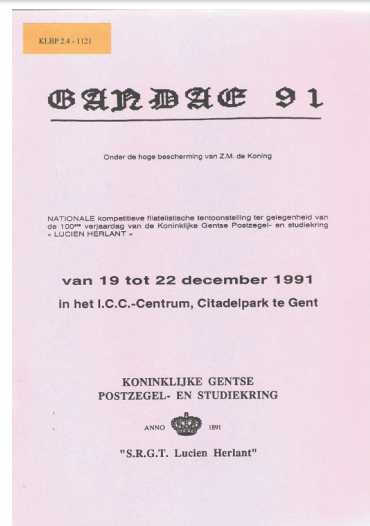 KLBP 2.4 - 1121
GANDAE 91
Onder de hoge bescherming van Z.M. de Koning
NATIONALE kompetitieve filatelistische tentoonstelling ter gelegenheid van
de 100ste verjaardag van de Koninklijke Gentse Postzegel- en studiekring
« LUCIEN HERLANT »
van 19 tot 22 december 1991
in het I.C.C.-Centrum, Citadelpark te Gent
KONINKLIJKE GENTSE
POSTZEGEL- EN STUDIEKRING
ANNO 1891
"S.R.G.T. Lucien Herlant"